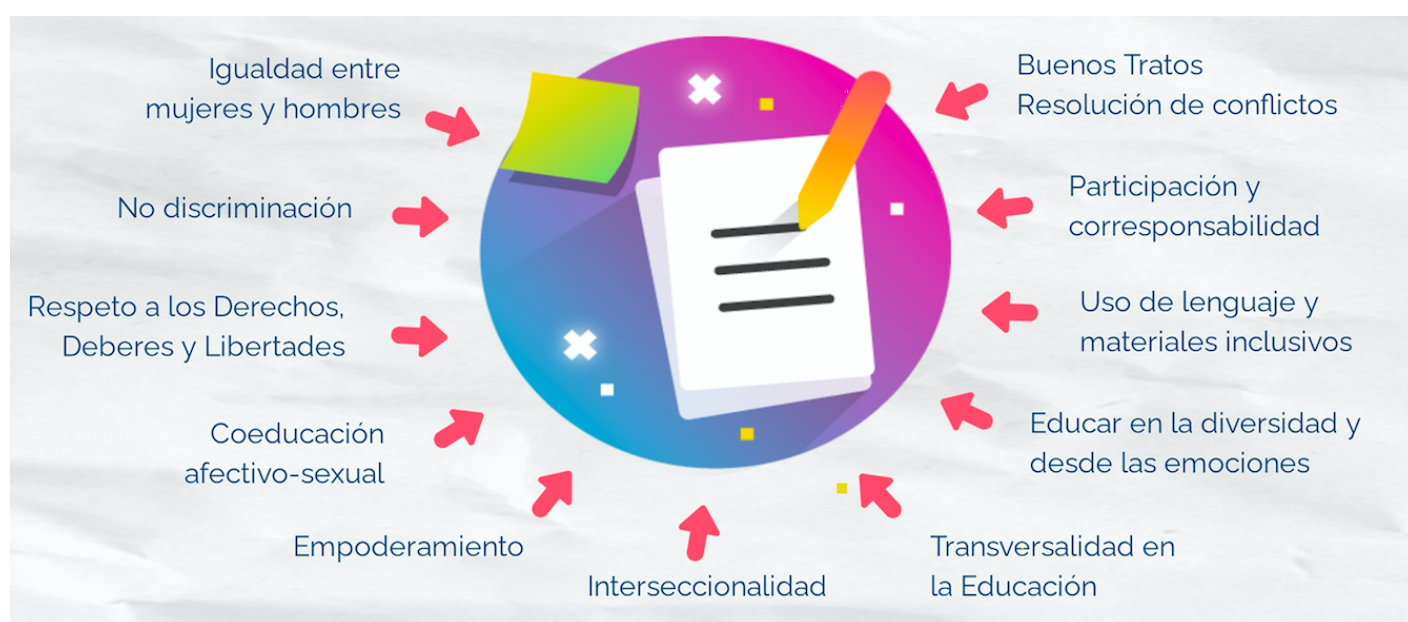 Igualdad entre
mujeres y hombres
No discriminación
Respeto a los Derechos,
Deberes y Libertades
Coeducación
afectivo-sexual
Empoderamiento
Interseccionalidad
Transversalidad en
la Educación
Educar en la diversidad y
desde las emociones
Uso de lenguaje y
materiales inclusivos
Participación y
corresponsabilidad
Buenos Tratos
Resolución de conflictos